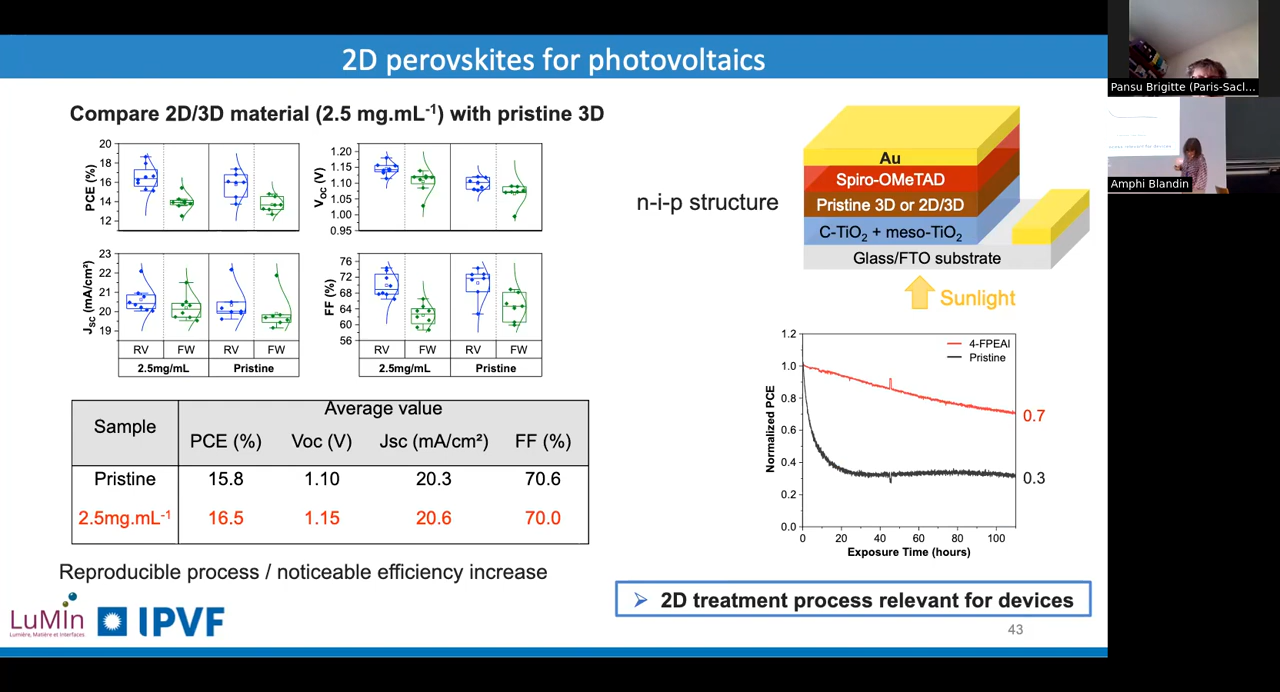 2D perovskites for photovoltaics
Compare 2D/3D material (2.5 mg.mL⁻¹) with pristine 3D
PCE (%)
20
18
16
14
12
V_OC (V)
1.20
1.15
1.10
1.05
1.00
0.95
J_SC (mA/cm²)
23
22
21
20
19
FF (%)
76
72
68
64
60
56
RV FW RV FW
2.5mg/mL Pristine
RV FW RV FW
2.5mg/mL Pristine
n-i-p structure
Au
Spiro-OMeTAD
Pristine 3D or 2D/3D
C-TiO₂ + meso-TiO₂
Glass/FTO substrate
Sunlight
Sample Average value
PCE (%) Voc (V) Jsc (mA/cm²) FF (%)
Pristine 15.8 1.10 20.3 70.6
2.5mg.mL⁻¹ 16.5 1.15 20.6 70.0
Reproducible process / noticeable efficiency increase
Normalized PCE
1.2
1.0
0.8
0.6
0.4
0.2
0.0
4-FPEAI
Pristine
0.7
0.3
0 20 40 60 80 100
Exposure Time (hours)
➢ 2D treatment process relevant for devices
LuMIn
Lumière, Matière et Interfaces
IPVF
43
Pansu Brigitte (Paris-Sacl...
relevant for devices
Amphi Blandin